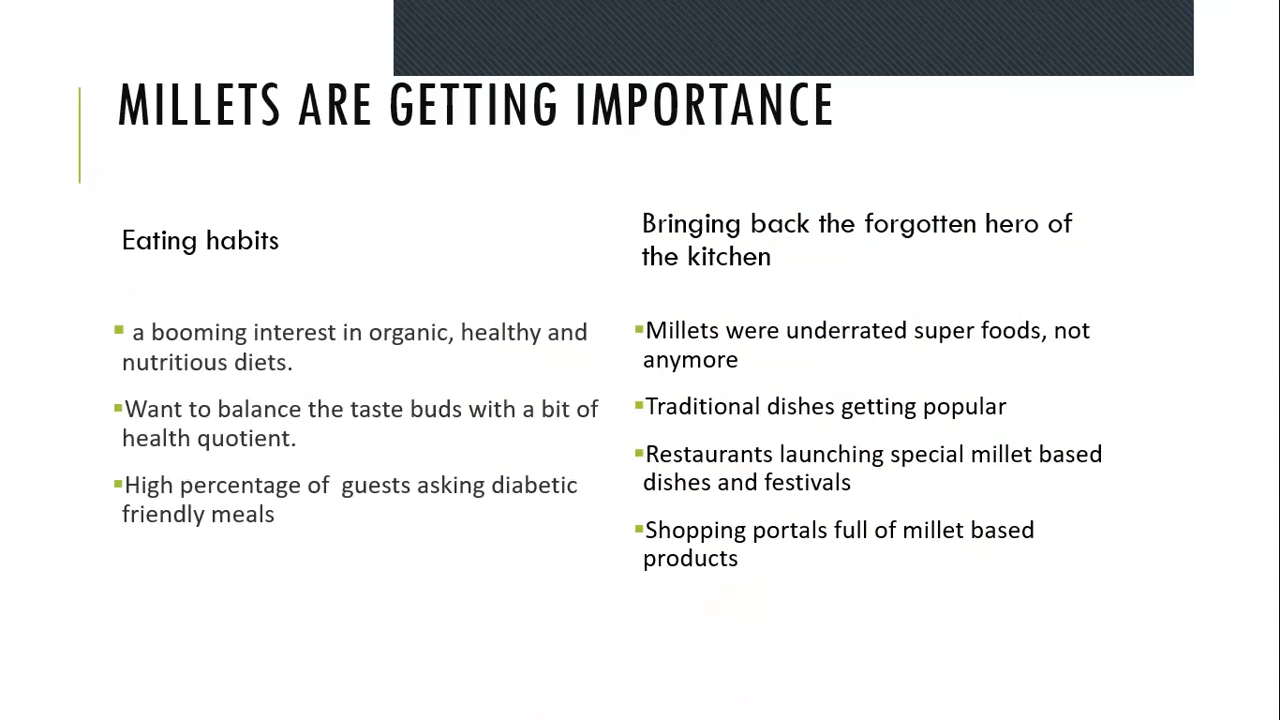 MILLETS ARE GETTING IMPORTANCE
Eating habits
▪ a booming interest in organic, healthy and
nutritious diets.
▪Want to balance the taste buds with a bit of
health quotient.
▪High percentage of  guests asking diabetic
friendly meals
Bringing back the forgotten hero of
the kitchen
▪Millets were underrated super foods, not
anymore
▪Traditional dishes getting popular
▪Restaurants launching special millet based
dishes and festivals
▪Shopping portals full of millet based
products